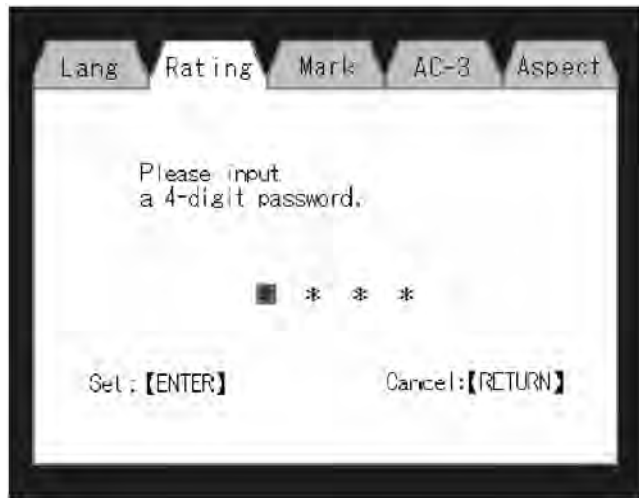 Lang Rating Mark AC-3 Aspect
Please input
a 4-digit password.
* * *
Set:【ENTER】 Cancel:【RETURN】